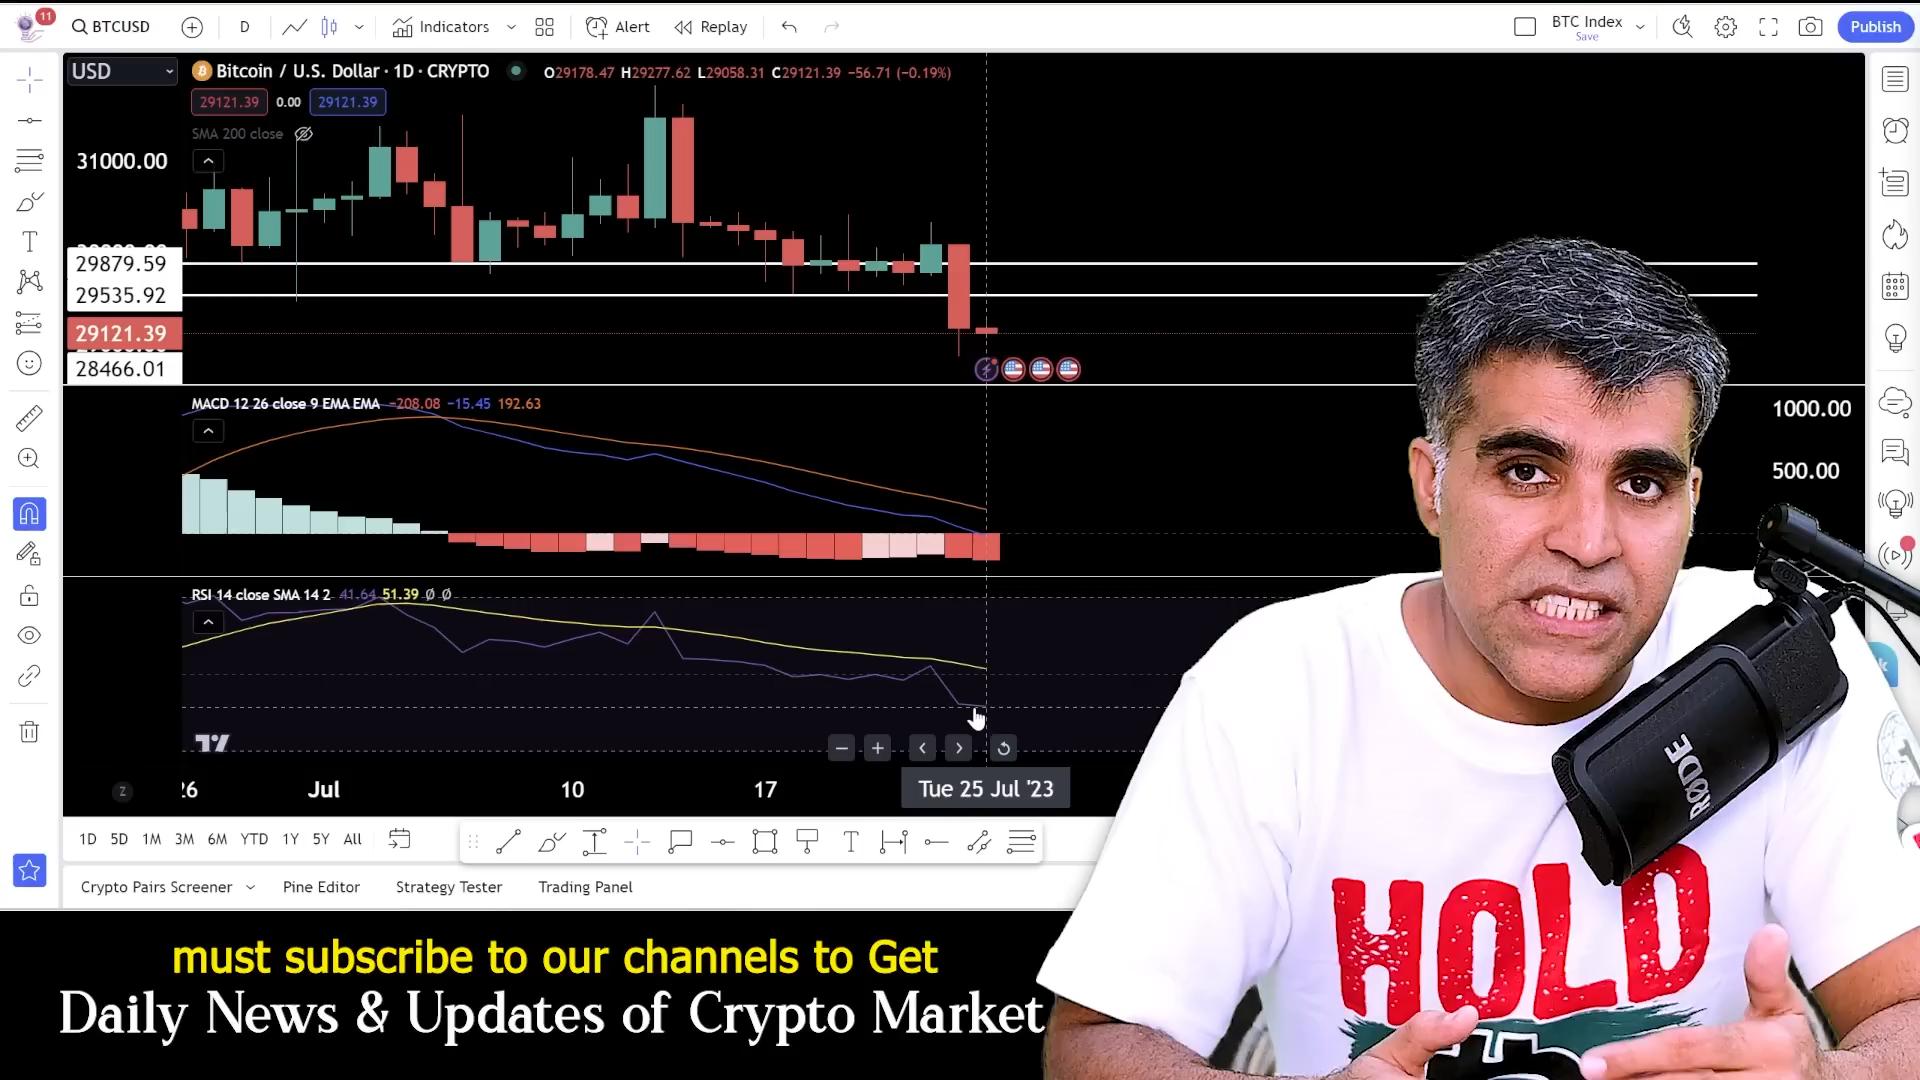 11
BTCUSD
D
Indicators
Alert
Replay
BTC Index
Save
Publish
USD
Bitcoin / U.S. Dollar · 1D · CRYPTO
O29178.47 H29277.62 L29058.31 C29121.39 −56.71 (−0.19%)
29121.39 0.00 29121.39
SMA 200 close
31000.00
29879.59
29535.92
29121.39
28466.01
MACD 12 26 close 9 EMA EMA −208.08 −15.45 192.63
1000.00
500.00
RSI 14 close SMA 14 2 41.64 51.39 Ø Ø
26 Jul 10 17 Tue 25 Jul '23
Z
1D 5D 1M 3M 6M YTD 1Y 5Y All
Crypto Pairs Screener
Pine Editor
Strategy Tester
Trading Panel
RØDE
HOLD
must subscribe to our channels to Get
Daily News & Updates of Crypto Market